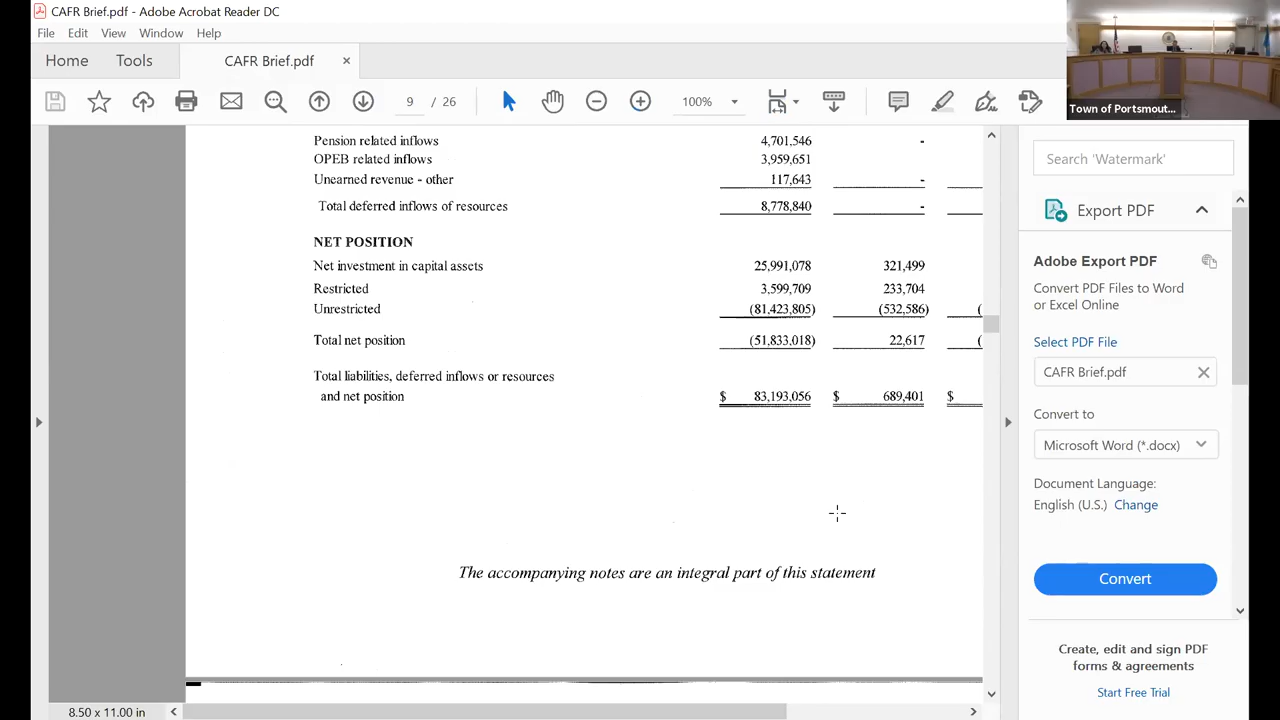 CAFR Brief.pdf - Adobe Acrobat Reader DC
File Edit View Window Help
Home Tools CAFR Brief.pdf ×
9 / 26 100%
Town of Portsmout...
Pension related inflows 4,701,546 -
OPEB related inflows 3,959,651
Unearned revenue - other 117,643 -
Total deferred inflows of resources 8,778,840 -
NET POSITION
Net investment in capital assets 25,991,078 321,499
Restricted 3,599,709 233,704
Unrestricted (81,423,805) (532,586) (
Total net position (51,833,018) 22,617 (
Total liabilities, deferred inflows or resources
and net position $ 83,193,056 $ 689,401 $
The accompanying notes are an integral part of this statement
8.50 x 11.00 in
Search 'Watermark'
Export PDF
Adobe Export PDF
Convert PDF Files to Word
or Excel Online
Select PDF File
CAFR Brief.pdf
Convert to
Microsoft Word (*.docx)
Document Language:
English (U.S.) Change
Convert
Create, edit and sign PDF
forms & agreements
Start Free Trial